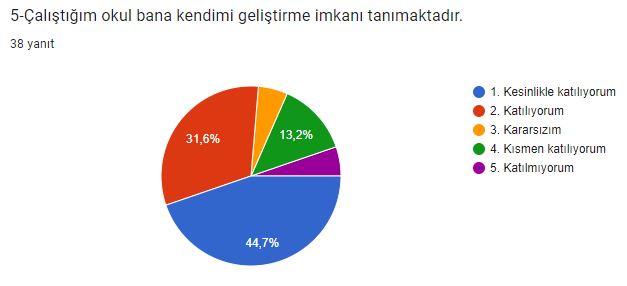 5-Çalıştığım okul bana kendimi geliştirme imkanı tanımaktadır.
38 yanıt
31,6%
13,2%
44,7%
1. Kesinlikle katılıyorum
2. Katılıyorum
3. Kararsızım
4. Kısmen katılıyorum
5. Katılmıyorum